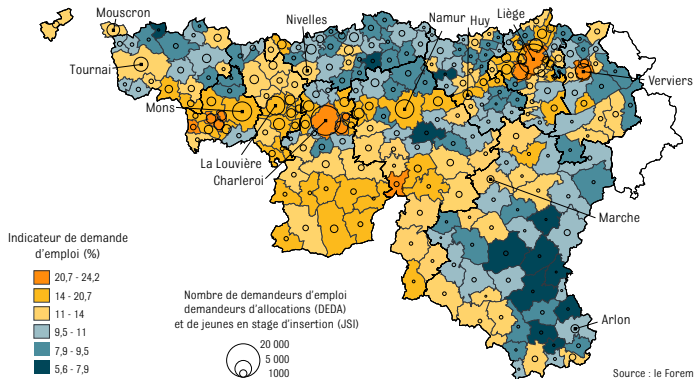 Mouscron
Nivelles
Namur
Huy
Liège
Tournai
Mons
Verviers
La Louvière
Charleroi
Marche
Arlon
Indicateur de demande
d'emploi (%)
20,7 - 24,2
14 - 20,7
11 - 14
9,5 - 11
7,9 - 9,5
5,6 - 7,9
Nombre de demandeurs d'emploi
demandeurs d'allocations (DEDA)
et de jeunes en stage d'insertion (JSI)
20 000
5 000
1000
Source : le Forem